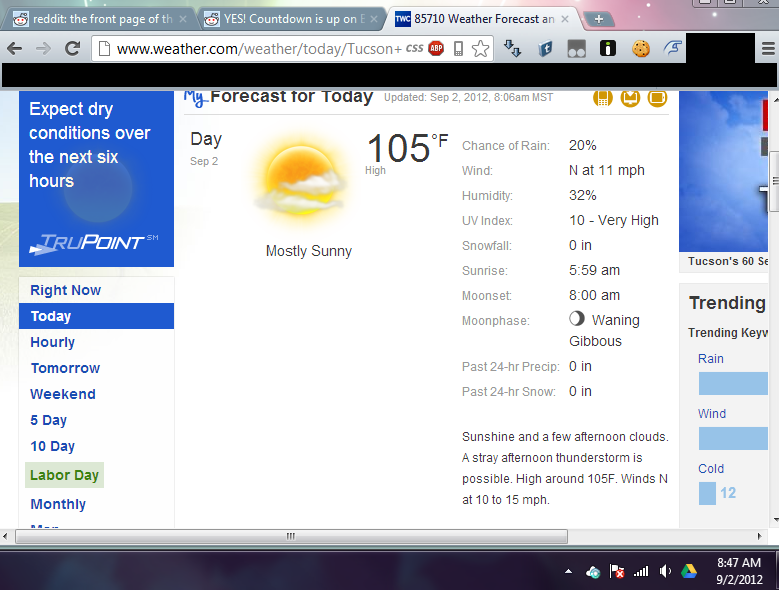 reddit: the front page of th
YES! Countdown is up on E
TWC 85710 Weather Forecast an
www.weather.com/weather/today/Tucson+
css
ABP
Expect dry
conditions over
the next six
hours
TRUPOINT SM
Right Now
Today
Hourly
Tomorrow
Weekend
5 Day
10 Day
Labor Day
Monthly
My Forecast for Today Updated: Sep 2, 2012, 8:06am MST
Day
Sep 2
105°F
High
Mostly Sunny
Chance of Rain: 20%
Wind: N at 11 mph
Humidity: 32%
UV Index: 10 - Very High
Snowfall: 0 in
Sunrise: 5:59 am
Moonset: 8:00 am
Moonphase: Waning
Gibbous
Past 24-hr Precip: 0 in
Past 24-hr Snow: 0 in
Sunshine and a few afternoon clouds.
A stray afternoon thunderstorm is
possible. High around 105F. Winds N
at 10 to 15 mph.
Tucson's 60 Se
Trending
Trending Keyw
Rain
Wind
Cold
12
8:47 AM
9/2/2012